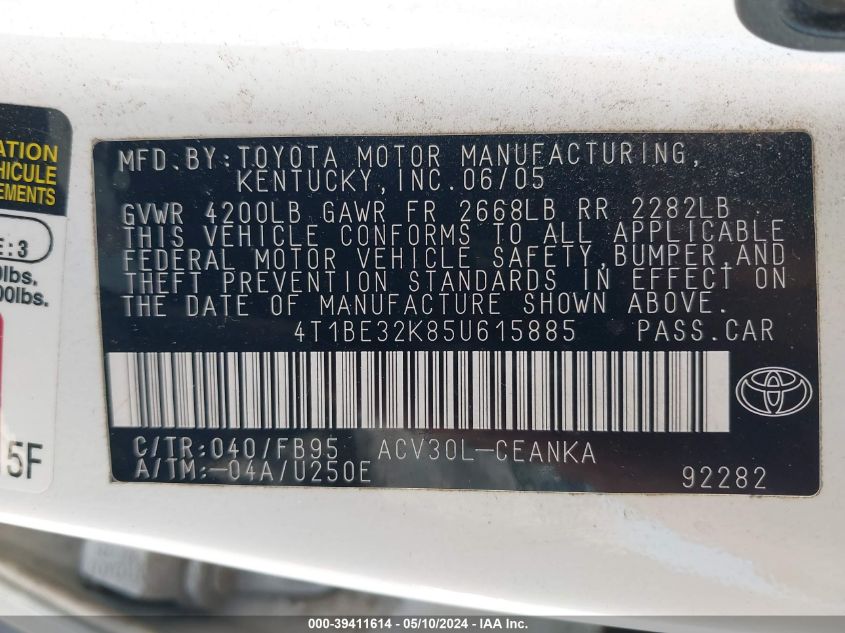 ATION
EHICULE
EMENTS
E:3
0lbs.
00lbs.
5F
MFD. BY: TOYOTA MOTOR MANUFACTURING,
KENTUCKY, INC. 06/05
GVWR 4200LB GAWR FR 2668LB RR 2282LB
THIS VEHICLE CONFORMS TO ALL APPLICABLE
FEDERAL MOTOR VEHICLE SAFETY, BUMPER, AND
THEFT PREVENTION STANDARDS IN EFFECT ON
THE DATE OF MANUFACTURE SHOWN ABOVE.
4T1BE32K85U615885 PASS.CAR
C/TR:040/FB95 ACV30L-CEANKA
A/TM:-04A/U250E 92282
000-39411614 - 05/10/2024 - IAA Inc.